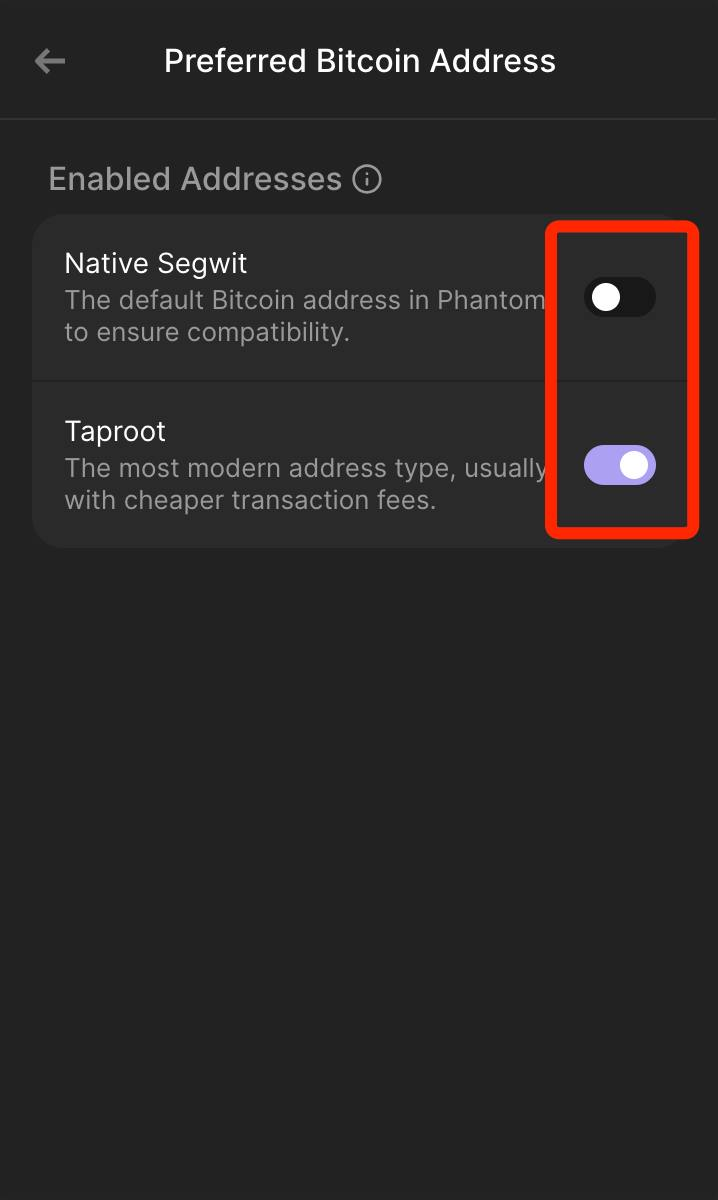 Preferred Bitcoin Address
Enabled Addresses
Native Segwit
The default Bitcoin address in Phantom
to ensure compatibility.
Taproot
The most modern address type, usually
with cheaper transaction fees.